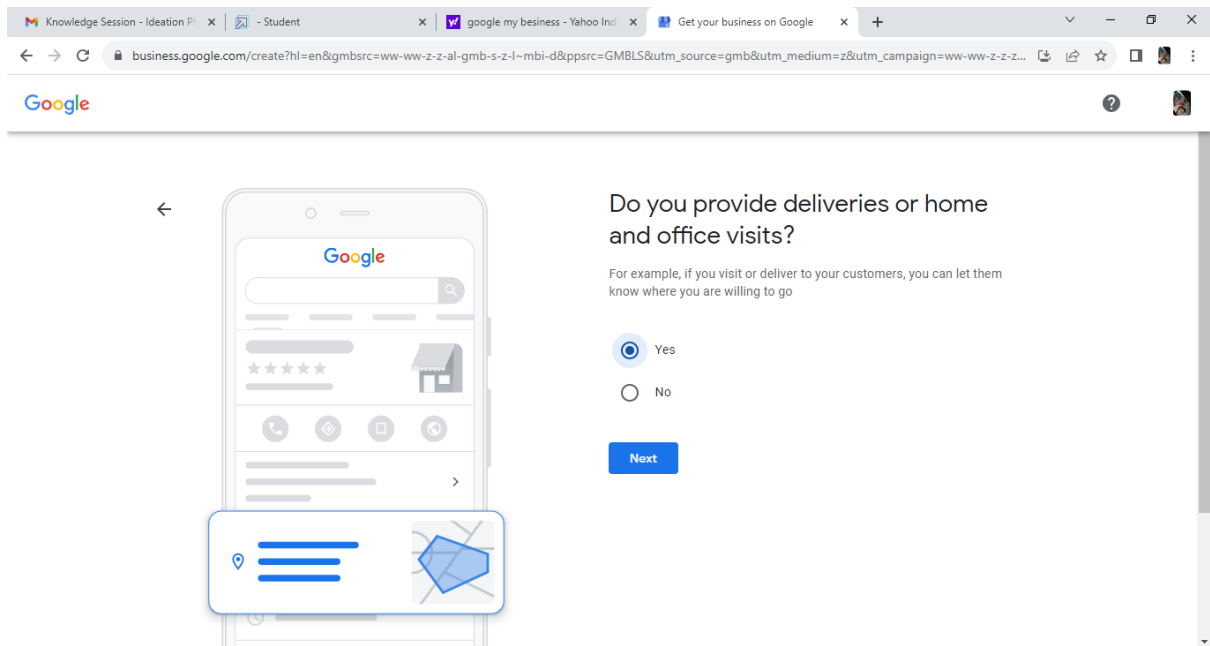 Knowledge Session - Ideation Pl
- Student
google my besiness - Yahoo Ind
Get your business on Google
business.google.com/create?hl=en&gmbsrc=ww-ww-z-z-al-gmb-s-z-l~mbi-d&ppsrc=GMBLS&utm_source=gmb&utm_medium=z&utm_campaign=ww-ww-z-z-z...
Google
Google
Do you provide deliveries or home
and office visits?
For example, if you visit or deliver to your customers, you can let them
know where you are willing to go
Yes
No
Next